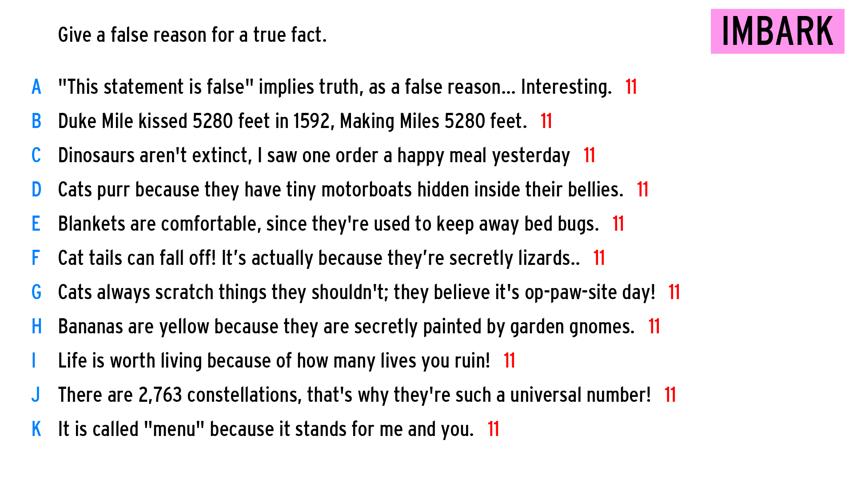 Give a false reason for a true fact.
IMBARK
A "This statement is false" implies truth, as a false reason... Interesting. 11
B Duke Mile kissed 5280 feet in 1592, Making Miles 5280 feet. 11
C Dinosaurs aren't extinct, I saw one order a happy meal yesterday 11
D Cats purr because they have tiny motorboats hidden inside their bellies. 11
E Blankets are comfortable, since they're used to keep away bed bugs. 11
F Cat tails can fall off! It’s actually because they’re secretly lizards.. 11
G Cats always scratch things they shouldn't; they believe it's op-paw-site day! 11
H Bananas are yellow because they are secretly painted by garden gnomes. 11
I Life is worth living because of how many lives you ruin! 11
J There are 2,763 constellations, that's why they're such a universal number! 11
K It is called "menu" because it stands for me and you. 11